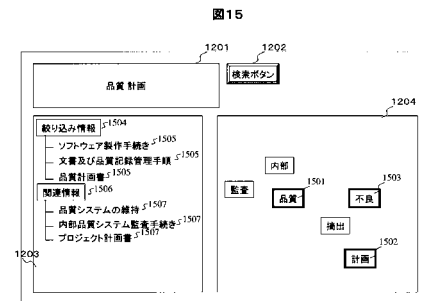 図15
1201
1202
品質 計画
検索ボタン
1204
絞り込み情報 1504
ソフトウェア製作手続き 1505
文書及び品質記録管理手順 1505
品質計画書 1505
関連情報 1506
品質システムの維持 1507
内部品質システム監査手続き 1507
プロジェクト計画書 1507
1203
内部
監査
品質 1501
不良 1503
摘出
計画 1502